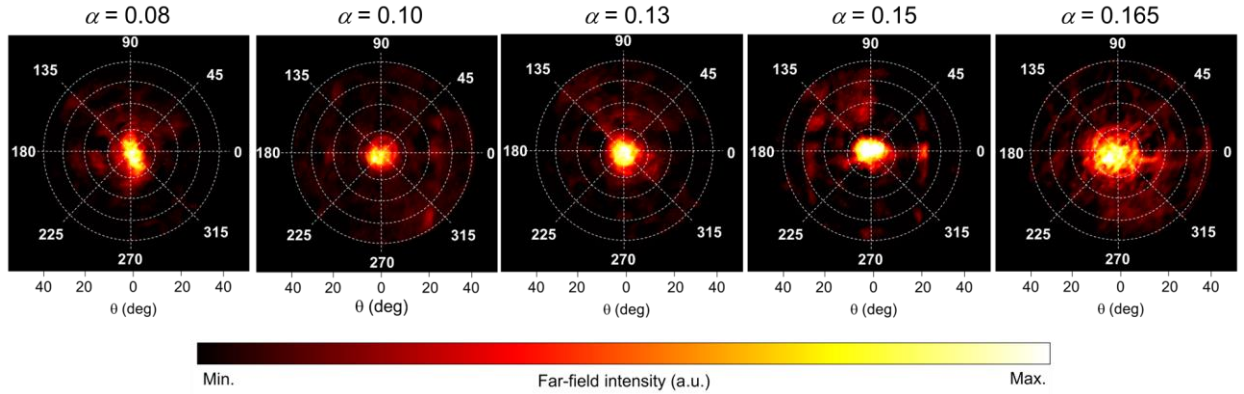 α = 0.08 α = 0.10 α = 0.13 α = 0.15 α = 0.165
90 90 90 90 90
135 45 135 45 135 45 135 45 135 45
180 0 180 0 180 0 180 0 180 0
225 315 225 315 225 315 225 315 225 315
270 270 270 270 270
40 20 0 20 40 40 20 0 20 40 40 20 0 20 40 40 20 0 20 40 40 20 0 20 40
θ (deg) θ (deg) θ (deg) θ (deg) θ (deg)
Min. Far-field intensity (a.u.) Max.